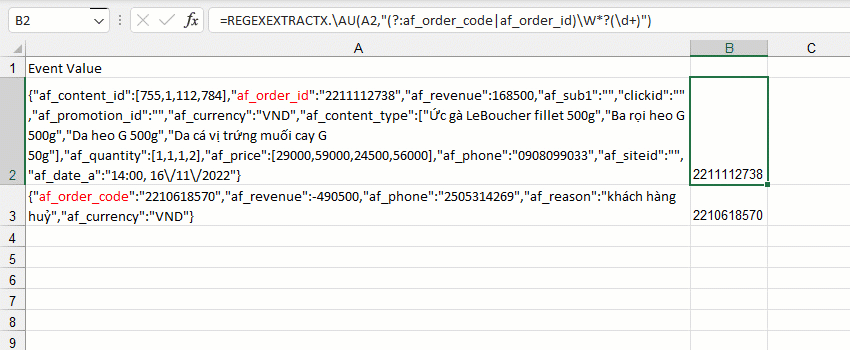 B2 fx =REGEXEXTRACTX.\AU(A2,"(?:af_order_code|af_order_id)\W*?(\d+)")
A B C
1 Event Value
{"af_content_id":[755,1,112,784],"af_order_id":"2211112738","af_revenue":168500,"af_sub1":"","clickid":""
,"af_promotion_id":"","af_currency":"VND","af_content_type":["Ức gà LeBoucher fillet 500g","Ba rọi heo G
500g","Da heo G 500g","Da cá vị trứng muối cay G
50g"],"af_quantity":[1,1,1,2],"af_price":[29000,59000,24500,56000],"af_phone":"0908099033","af_siteid":"",
2 "af_date_a":"14:00, 16\/11\/2022"} 2211112738
{"af_order_code":"2210618570","af_revenue":-490500,"af_phone":"2505314269","af_reason":"khách hàng
3 huỷ","af_currency":"VND"} 2210618570
4
5
6
7
8
9